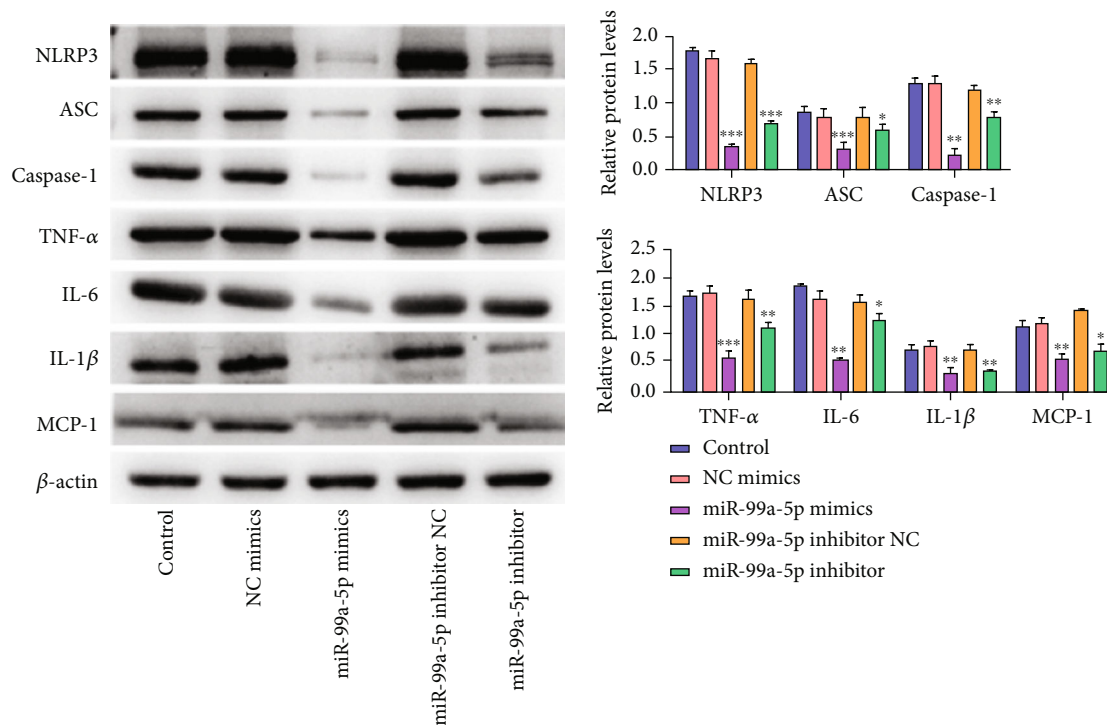 NLRP3
ASC
Caspase-1
TNF-α
IL-6
IL-1β
MCP-1
β-actin
Control
NC mimics
miR-99a-5p mimics
miR-99a-5p inhibitor NC
miR-99a-5p inhibitor
Relative protein levels
2.0
1.5
1.0
0.5
0.0
***
***
***
*
**
**
NLRP3
ASC
Caspase-1
Relative protein levels
2.5
2.0
1.5
1.0
0.5
0.0
***
**
**
*
**
**
**
*
TNF-α
IL-6
IL-1β
MCP-1
Control
NC mimics
miR-99a-5p mimics
miR-99a-5p inhibitor NC
miR-99a-5p inhibitor